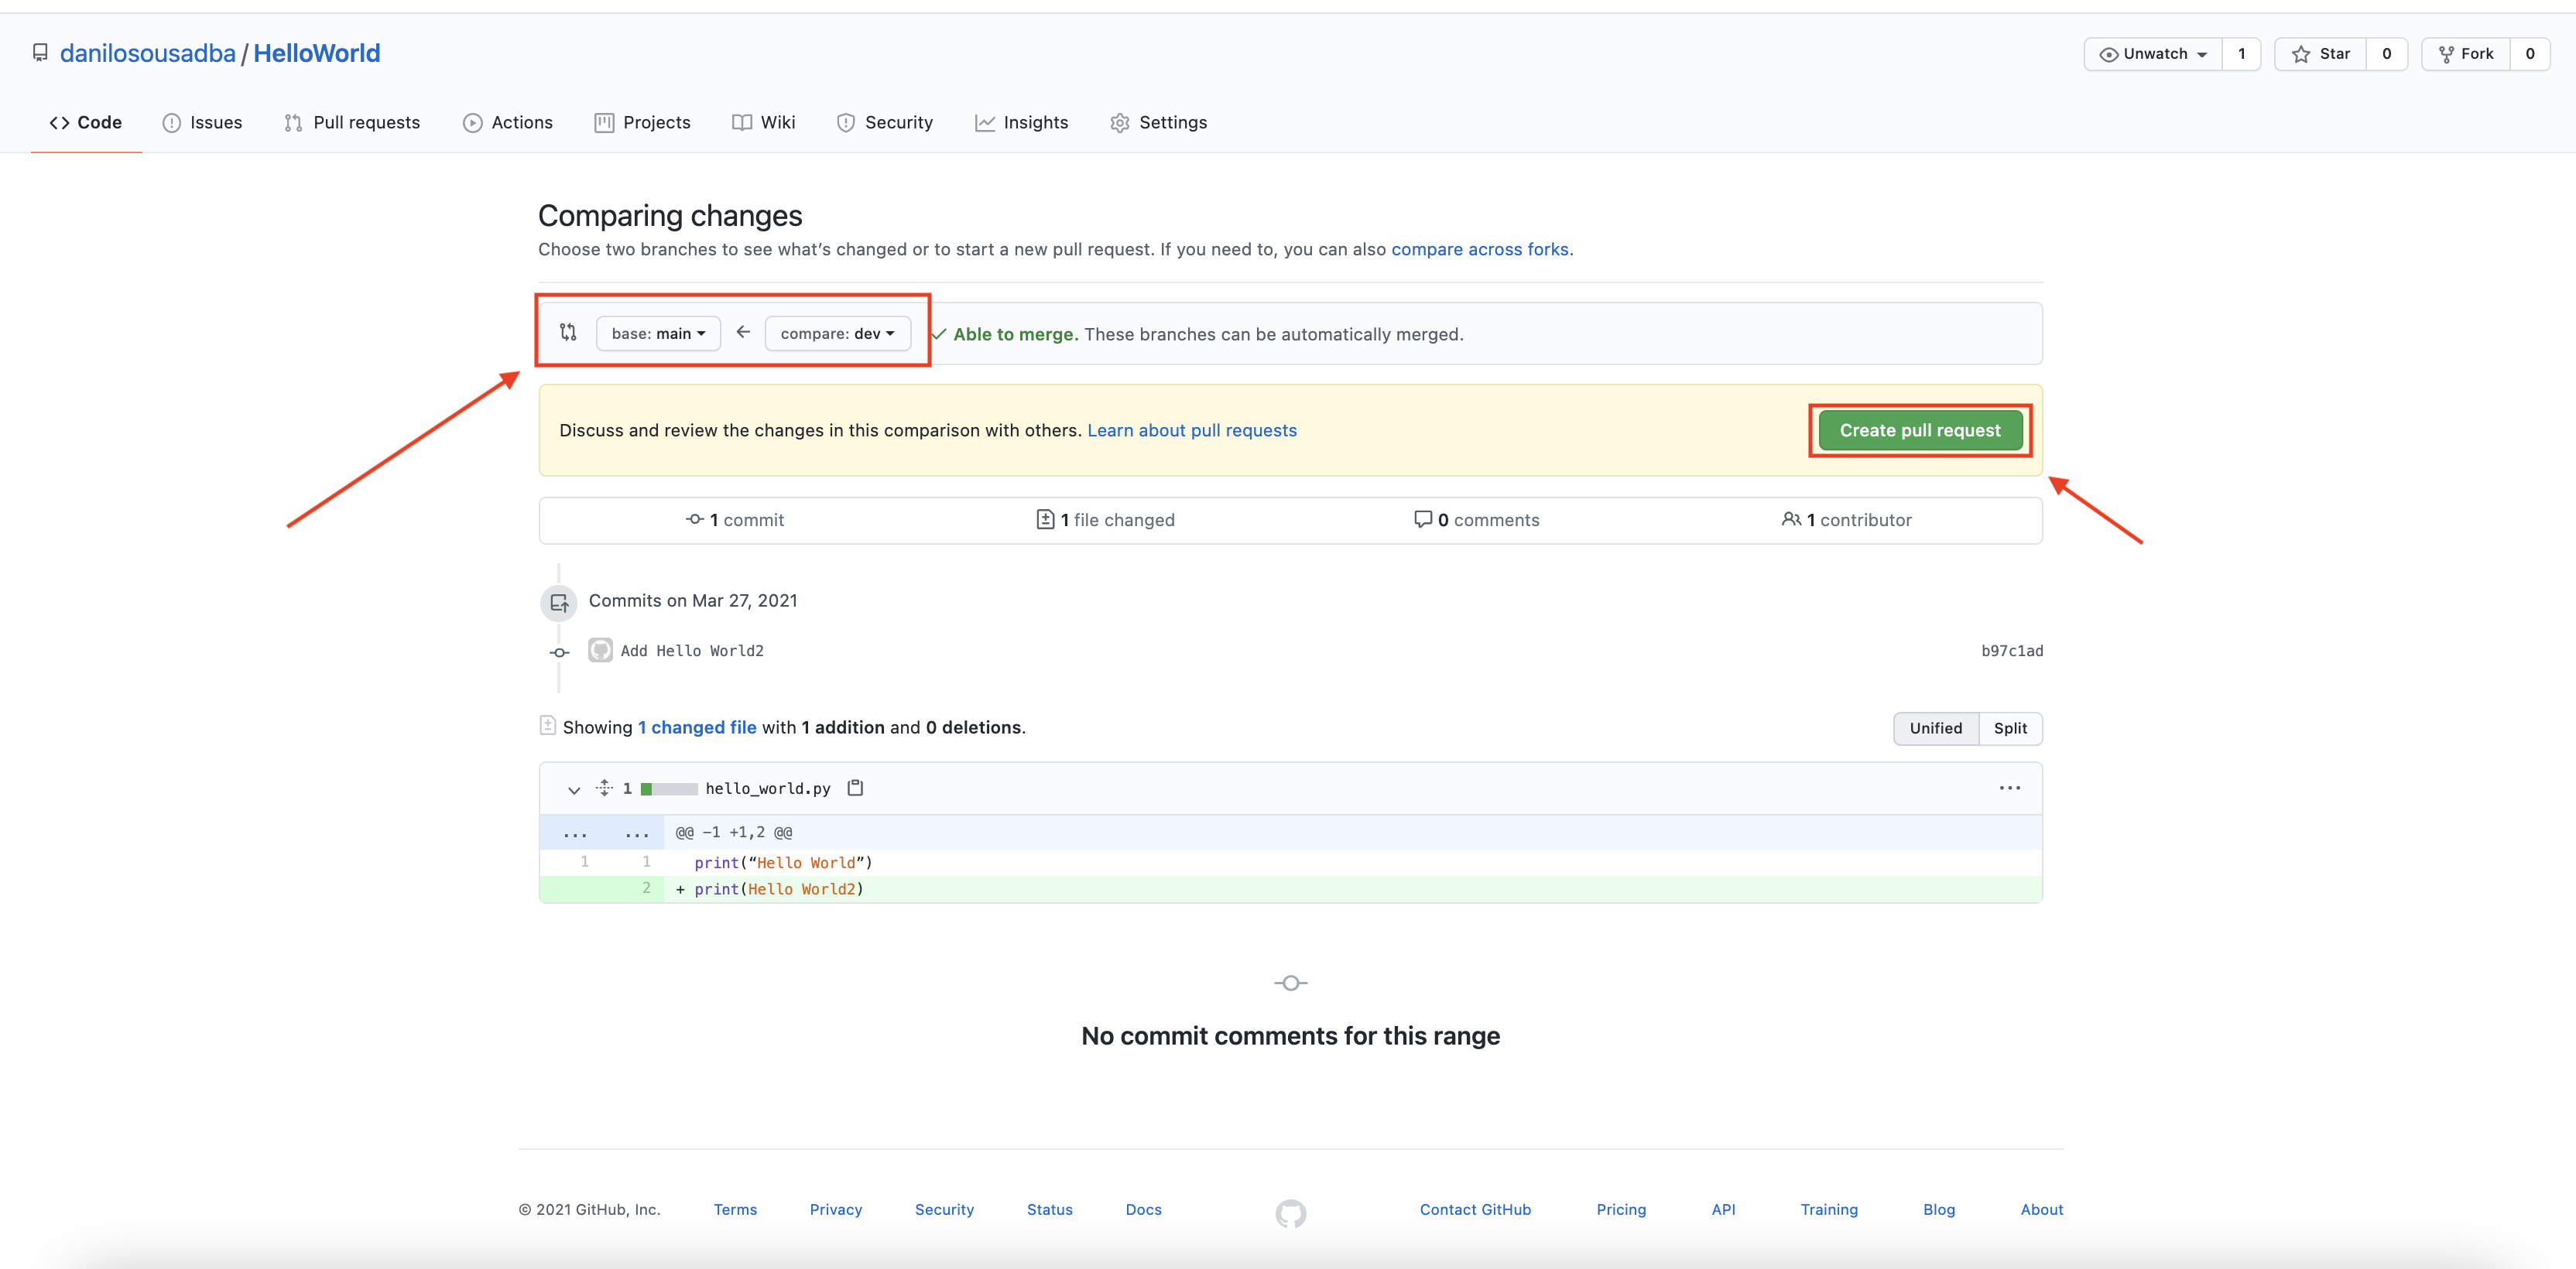 danilosousadba / HelloWorld
Unwatch 1 Star 0 Fork 0
Code Issues Pull requests Actions Projects Wiki Security Insights Settings
Comparing changes
Choose two branches to see what’s changed or to start a new pull request. If you need to, you can also compare across forks.
base: main compare: dev Able to merge. These branches can be automatically merged.
Discuss and review the changes in this comparison with others. Learn about pull requests Create pull request
1 commit 1 file changed 0 comments 1 contributor
Commits on Mar 27, 2021
Add Hello World2 b97c1ad
Showing 1 changed file with 1 addition and 0 deletions. Unified Split
1 hello_world.py ...
... ... @@ -1 +1,2 @@
1 1 print(“Hello World”)
2 + print(Hello World2)
No commit comments for this range
© 2021 GitHub, Inc. Terms Privacy Security Status Docs Contact GitHub Pricing API Training Blog About